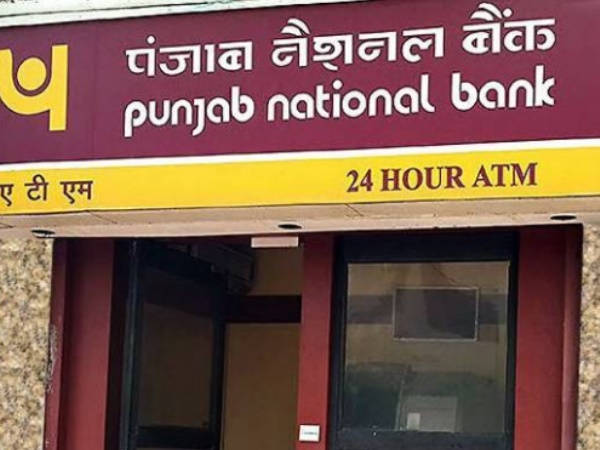 पंजाब नैशनल बैंक
punjab national bank
ए टी एम 24 HOUR ATM